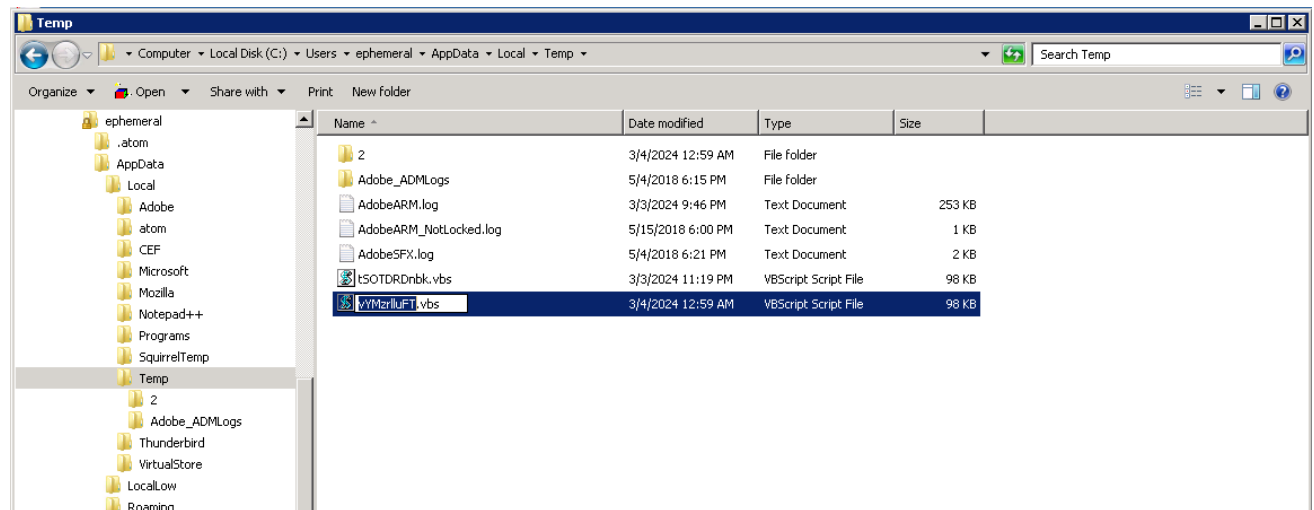 Temp
Computer Local Disk (C:) Users ephemeral AppData Local Temp Search Temp
Organize Open Share with Print New folder
ephemeral
.atom
AppData
Local
Adobe
atom
CEF
Microsoft
Mozilla
Notepad++
Programs
SquirrelTemp
Temp
2
Adobe_ADMLogs
Thunderbird
VirtualStore
LocalLow
Roaming
Name Date modified Type Size
2 3/4/2024 12:59 AM File folder
Adobe_ADMLogs 5/4/2018 6:15 PM File folder
AdobeARM.log 3/3/2024 9:46 PM Text Document 253 KB
AdobeARM_NotLocked.log 5/15/2018 6:00 PM Text Document 1 KB
AdobeSFX.log 5/4/2018 6:21 PM Text Document 2 KB
tSOTDRDnbk.vbs 3/3/2024 11:19 PM VBScript Script File 98 KB
vYMzrlluFT.vbs 3/4/2024 12:59 AM VBScript Script File 98 KB